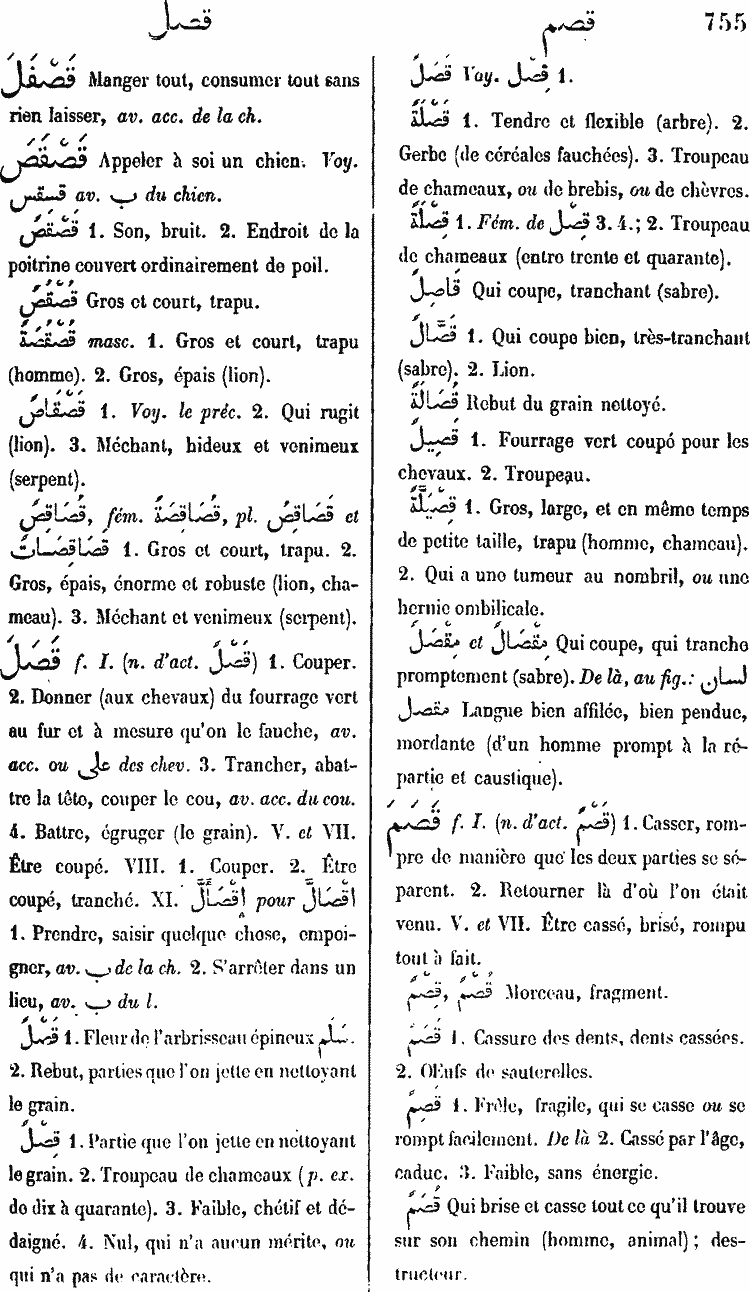 قصل
قصم
755
قَصْفَلَ Manger tout, consumer tout sans
rien laisser, av. acc. de la ch.
قَصْقَصَ Appeler à soi un chien. Voy.
قسقس av. ب du chien.
قَصْقَصٌ 1. Son, bruit. 2. Endroit de la
poitrine couvert ordinairement de poil.
قُصْقُصٌ Gros et court, trapu.
قُصْقُصَةٌ masc. 1. Gros et court, trapu
(homme). 2. Gros, épais (lion).
قَصْقَاصٌ 1. Voy. le préc. 2. Qui rugit
(lion). 3. Méchant, hideux et venimeux
(serpent).
قُصَاقِصٌ, fém. قُصَاقِصَةٌ, pl. قَصَاقِصُ et
قُصَاقِصَاتٌ 1. Gros et court, trapu. 2.
Gros, épais, énorme et robuste (lion, cha-
meau). 3. Méchant et venimeux (serpent).
قَصَلَ f. I. (n. d'act. قَصْلٌ) 1. Couper.
2. Donner (aux chevaux) du fourrage vert
au fur et à mesure qu'on le fauche, av.
acc. ou على des chev. 3. Trancher, abat-
tre la tête, couper le cou, av. acc. du cou.
4. Battre, égruger (le grain). V. et VII.
Être coupé. VIII. 1. Couper. 2. Être
coupé, tranché. XI. اقْصَأَلَّ pour اقْصَالَّ
1. Prendre, saisir quelque chose, empoi-
gner, av. ب de la ch. 2. S'arrêter dans un
lieu, av. ب du l.
قَصْلٌ 1. Fleur de l'arbrisseau épineux سلم.
2. Rebut, parties que l'on jette en nettoyant
le grain.
قِصْلٌ 1. Partie que l'on jette en nettoyant
le grain. 2. Troupeau de chameaux (p. ex.
de dix à quarante). 3. Faible, chétif et dé-
daigné. 4. Nul, qui n'a aucun mérite, ou
qui n'a pas de caractère.
قَصَلٌ Voy. قِصْلٌ 1.
قَصَلَةٌ 1. Tendre et flexible (arbre). 2.
Gerbe (de céréales fauchées). 3. Troupeau
de chameaux, ou de brebis, ou de chèvres.
قِصْلَةٌ 1. Fém. de قِصْلٌ 3. 4.; 2. Troupeau
de chameaux (entre trente et quarante).
قَاصِلٌ Qui coupe, tranchant (sabre).
قَصَّالٌ 1. Qui coupe bien, très-tranchant
(sabre). 2. Lion.
قُصَالَةٌ Rebut du grain nettoyé.
قَصِيلٌ 1. Fourrage vert coupé pour les
chevaux. 2. Troupeau.
قَصِيلَةٌ 1. Gros, large, et en même temps
de petite taille, trapu (homme, chameau).
2. Qui a une tumeur au nombril, ou une
hernie ombilicale.
مِقْصَلٌ et مِقْصَالٌ Qui coupe, qui tranche
promptement (sabre). De là, au fig.: لسان
مقصل Langue bien affilée, bien pendue,
mordante (d'un homme prompt à la ré-
partie et caustique).
قَصَمَ f. I. (n. d'act. قَصْمٌ) 1. Casser, rom-
pre de manière que les deux parties se sé-
parent. 2. Retourner là d'où l'on était
venu. V. et VII. Être cassé, brisé, rompu
tout à fait.
قِصْمٌ, قَصْمٌ Morceau, fragment.
قَصَمٌ 1. Cassure des dents, dents cassées.
2. Œufs de sauterelles.
قَصِمٌ 1. Frêle, fragile, qui se casse ou se
rompt facilement. De là 2. Cassé par l'âge,
caduc. 3. Faible, sans énergie.
قُصَمٌ Qui brise et casse tout ce qu'il trouve
sur son chemin (homme, animal); des-
tructeur.